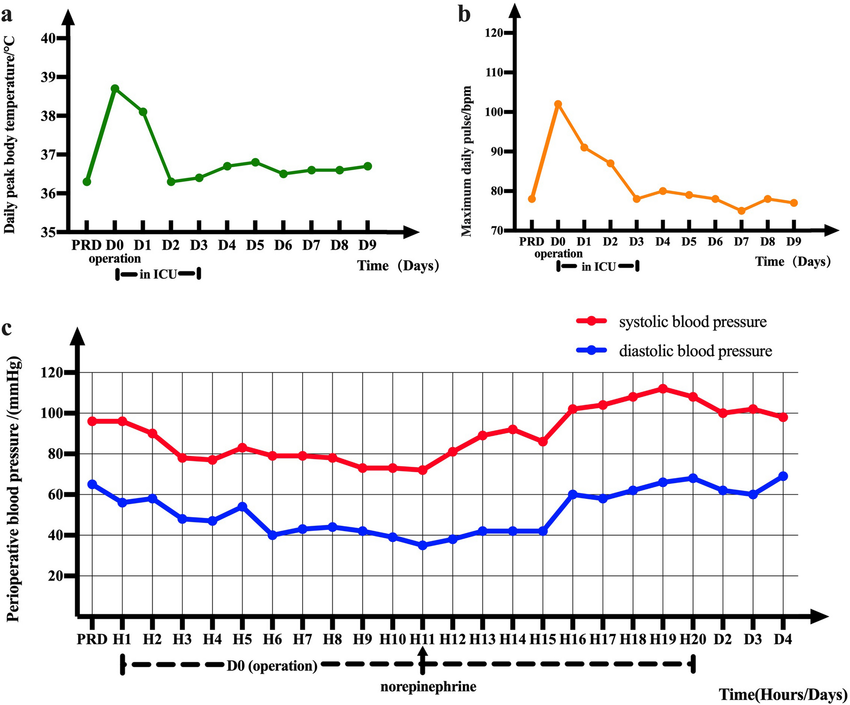 a
Daily peak body temperature/°C
40
39
38
37
36
35
PRD D0 D1 D2 D3 D4 D5 D6 D7 D8 D9
operation
in ICU
Time (Days)
b
Maximum daily pulse/bpm
120
110
100
90
80
70
PRD D0 D1 D2 D3 D4 D5 D6 D7 D8 D9
operation
in ICU
Time (Days)
c
systolic blood pressure
diastolic blood pressure
Perioperative blood pressure /(mmHg)
120
100
80
60
40
20
PRD H1 H2 H3 H4 H5 H6 H7 H8 H9 H10 H11 H12 H13 H14 H15 H16 H17 H18 H19 H20 D2 D3 D4
D0 (operation)
norepinephrine
Time(Hours/Days)